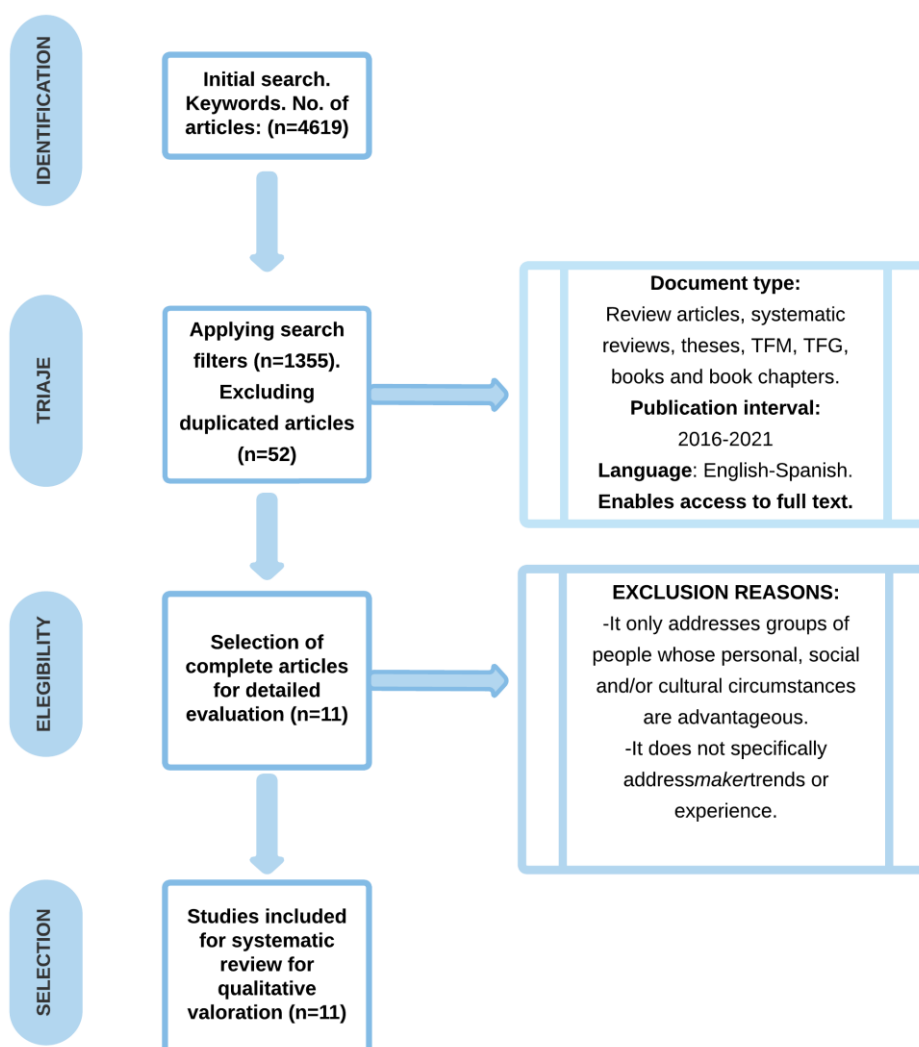 IDENTIFICATION
Initial search.
Keywords. No. of
articles: (n=4619)
TRIAJE
Applying search
filters (n=1355).
Excluding
duplicated articles
(n=52)
Document type:
Review articles, systematic
reviews, theses, TFM, TFG,
books and book chapters.
Publication interval:
2016-2021
Language: English-Spanish.
Enables access to full text.
ELEGIBILITY
Selection of
complete articles
for detailed
evaluation (n=11)
EXCLUSION REASONS:
-It only addresses groups of
people whose personal, social
and/or cultural circumstances
are advantageous.
-It does not specifically
addressmakertrends or
experience.
SELECTION
Studies included
for systematic
review for
qualitative
valoration (n=11)